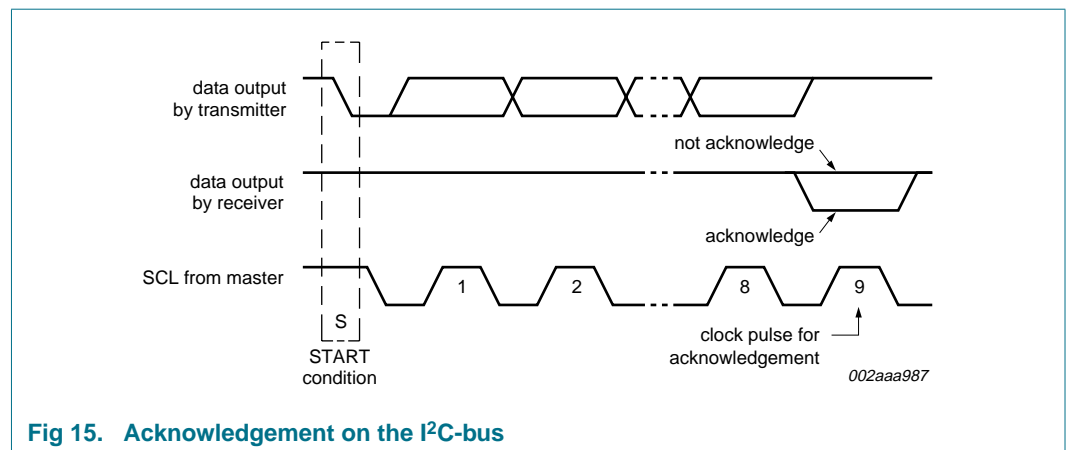 data output
by transmitter
not acknowledge
data output
by receiver
acknowledge
SCL from master
1
2
8
9
S
START
condition
clock pulse for
acknowledgement
002aaa987
Fig 15. Acknowledgement on the I²C-bus